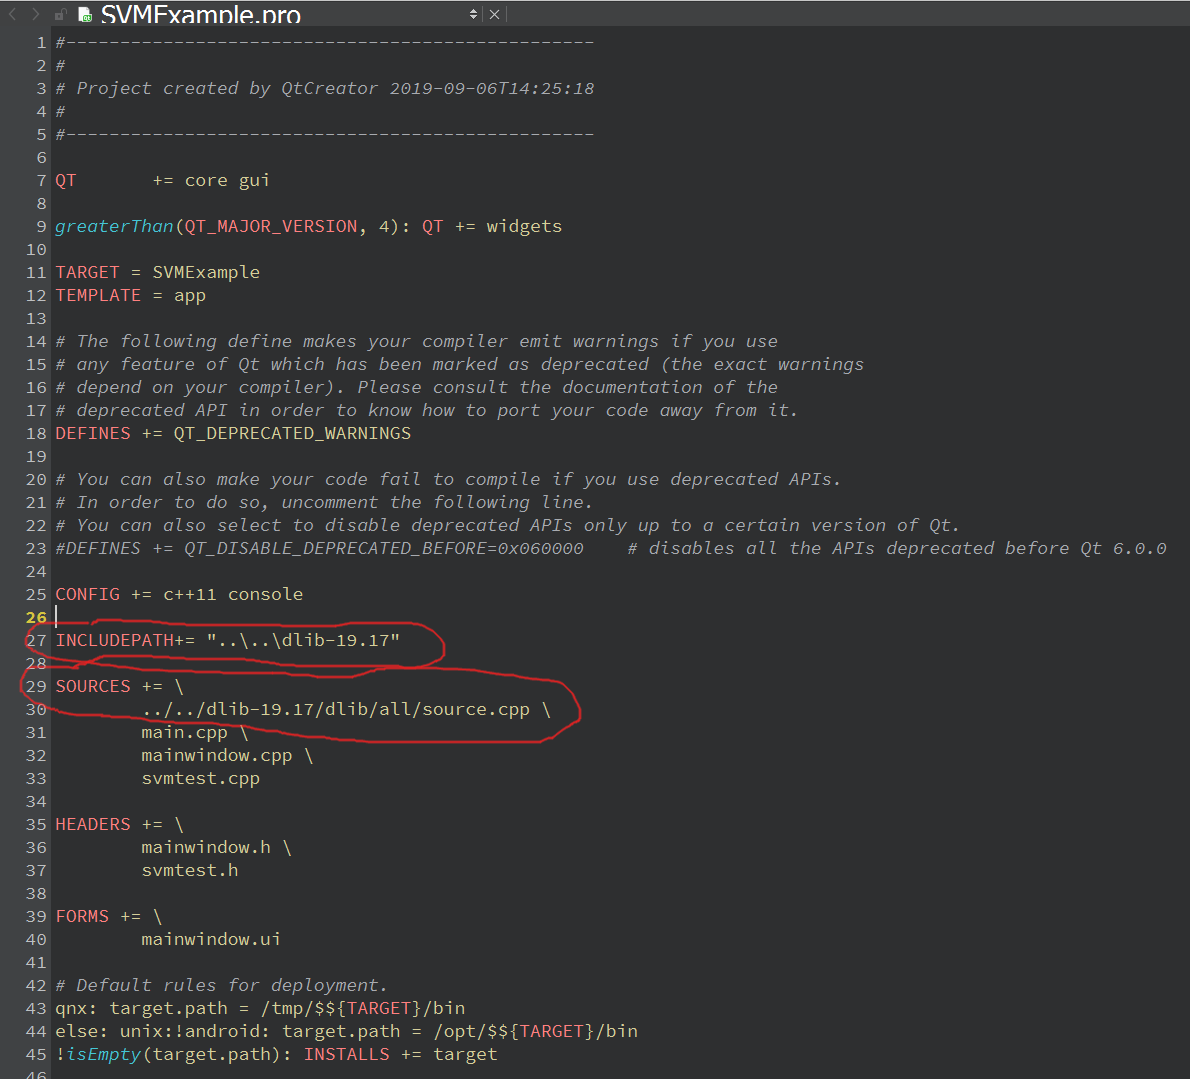 SVMExample.pro
1 #-------------------------------------------------
2 #
3 # Project created by QtCreator 2019-09-06T14:25:18
4 #
5 #-------------------------------------------------
6
7 QT       += core gui
8
9 greaterThan(QT_MAJOR_VERSION, 4): QT += widgets
10
11 TARGET = SVMExample
12 TEMPLATE = app
13
14 # The following define makes your compiler emit warnings if you use
15 # any feature of Qt which has been marked as deprecated (the exact warnings
16 # depend on your compiler). Please consult the documentation of the
17 # deprecated API in order to know how to port your code away from it.
18 DEFINES += QT_DEPRECATED_WARNINGS
19
20 # You can also make your code fail to compile if you use deprecated APIs.
21 # In order to do so, uncomment the following line.
22 # You can also select to disable deprecated APIs only up to a certain version of Qt.
23 #DEFINES += QT_DISABLE_DEPRECATED_BEFORE=0x060000    # disables all the APIs deprecated before Qt 6.0.0
24
25 CONFIG += c++11 console
26
27 INCLUDEPATH+= "..\..\dlib-19.17"
28
29 SOURCES += \
30         ../../dlib-19.17/dlib/all/source.cpp \
31         main.cpp \
32         mainwindow.cpp \
33         svmtest.cpp
34
35 HEADERS += \
36         mainwindow.h \
37         svmtest.h
38
39 FORMS += \
40         mainwindow.ui
41
42 # Default rules for deployment.
43 qnx: target.path = /tmp/$${TARGET}/bin
44 else: unix:!android: target.path = /opt/$${TARGET}/bin
45 !isEmpty(target.path): INSTALLS += target
46